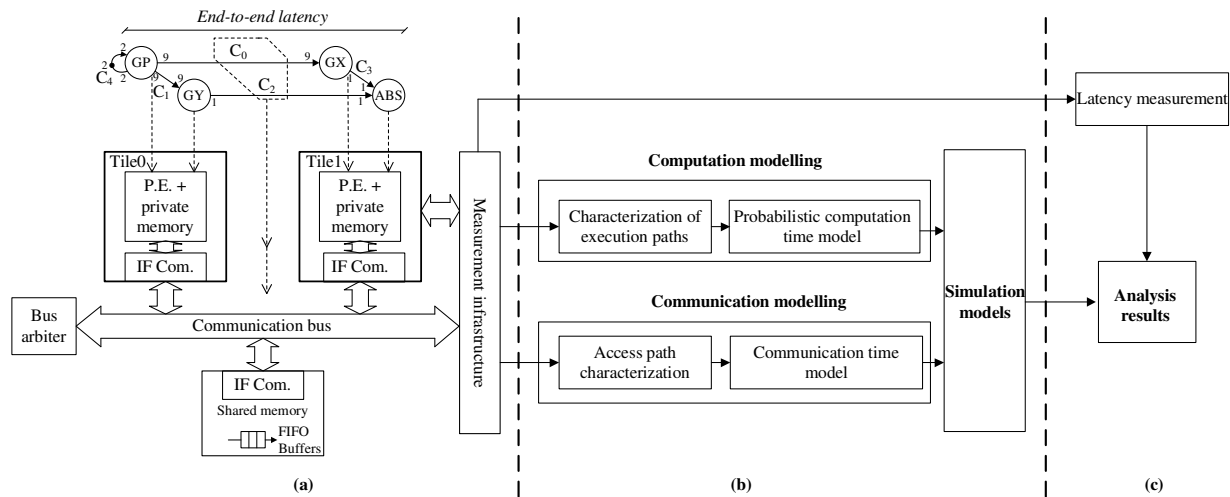 End-to-end latency
2
2
2
C4
GP
9
9
9
9
C1
GY
1
C0
C2
9
GX
1
C3
1
1
ABS
Tile0
P.E. +
private
memory
IF Com.
Tile1
P.E. +
private
memory
IF Com.
Bus
arbiter
Communication bus
IF Com.
Shared memory
FIFO
Buffers
Measurement infrastructure
(a)
Computation modelling
Characterization of
execution paths
Probabilistic computation
time model
Communication modelling
Access path
characterization
Communication time
model
Simulation
models
(b)
Latency measurement
Analysis
results
(c)